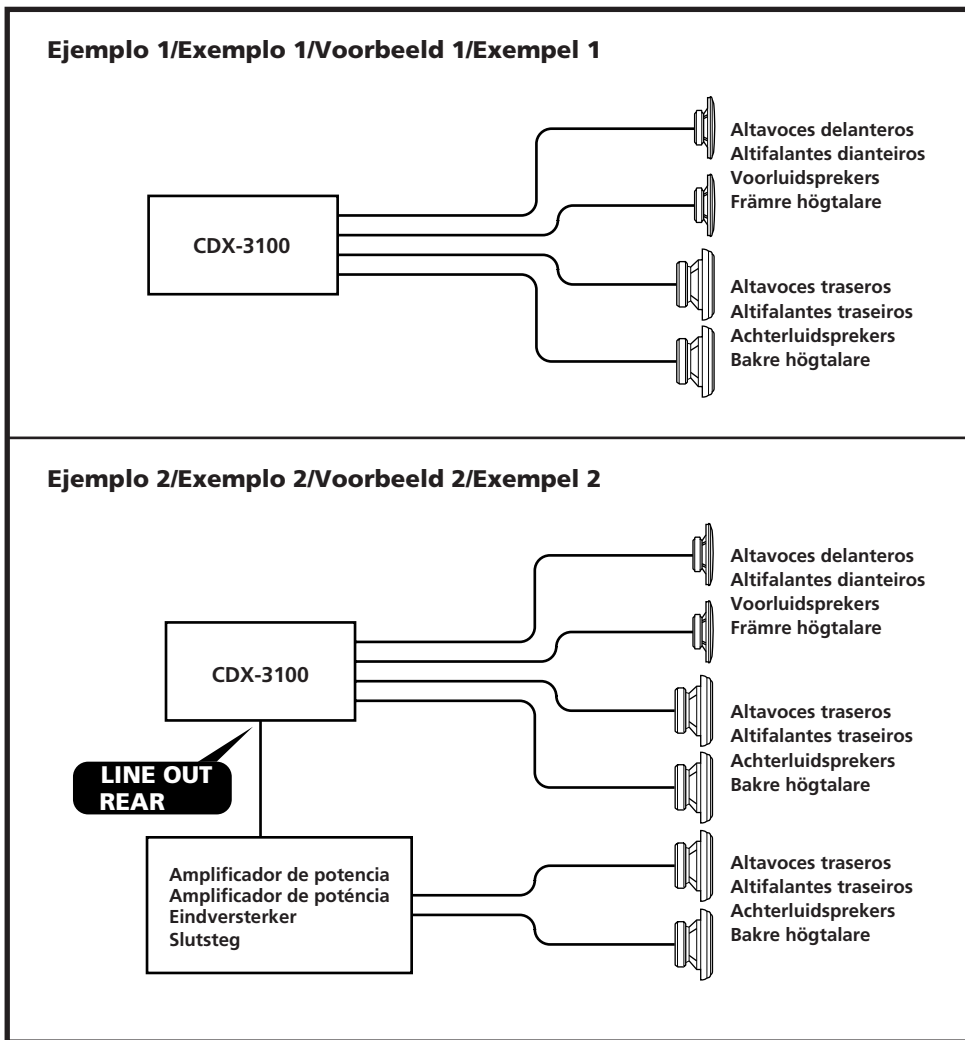 Ejemplo 1/Exemplo 1/Voorbeeld 1/Exempel 1
CDX-3100
Altavoces delanteros
Altifalantes dianteiros
Voorluidsprekers
Främre högtalare
Altavoces traseros
Altifalantes traseiros
Achterluidsprekers
Bakre högtalare
Ejemplo 2/Exemplo 2/Voorbeeld 2/Exempel 2
CDX-3100
Altavoces delanteros
Altifalantes dianteiros
Voorluidsprekers
Främre högtalare
Altavoces traseros
Altifalantes traseiros
Achterluidsprekers
Bakre högtalare
LINE OUT
REAR
Amplificador de potencia
Amplificador de poténcia
Eindversterker
Slutsteg
Altavoces traseros
Altifalantes traseiros
Achterluidsprekers
Bakre högtalare